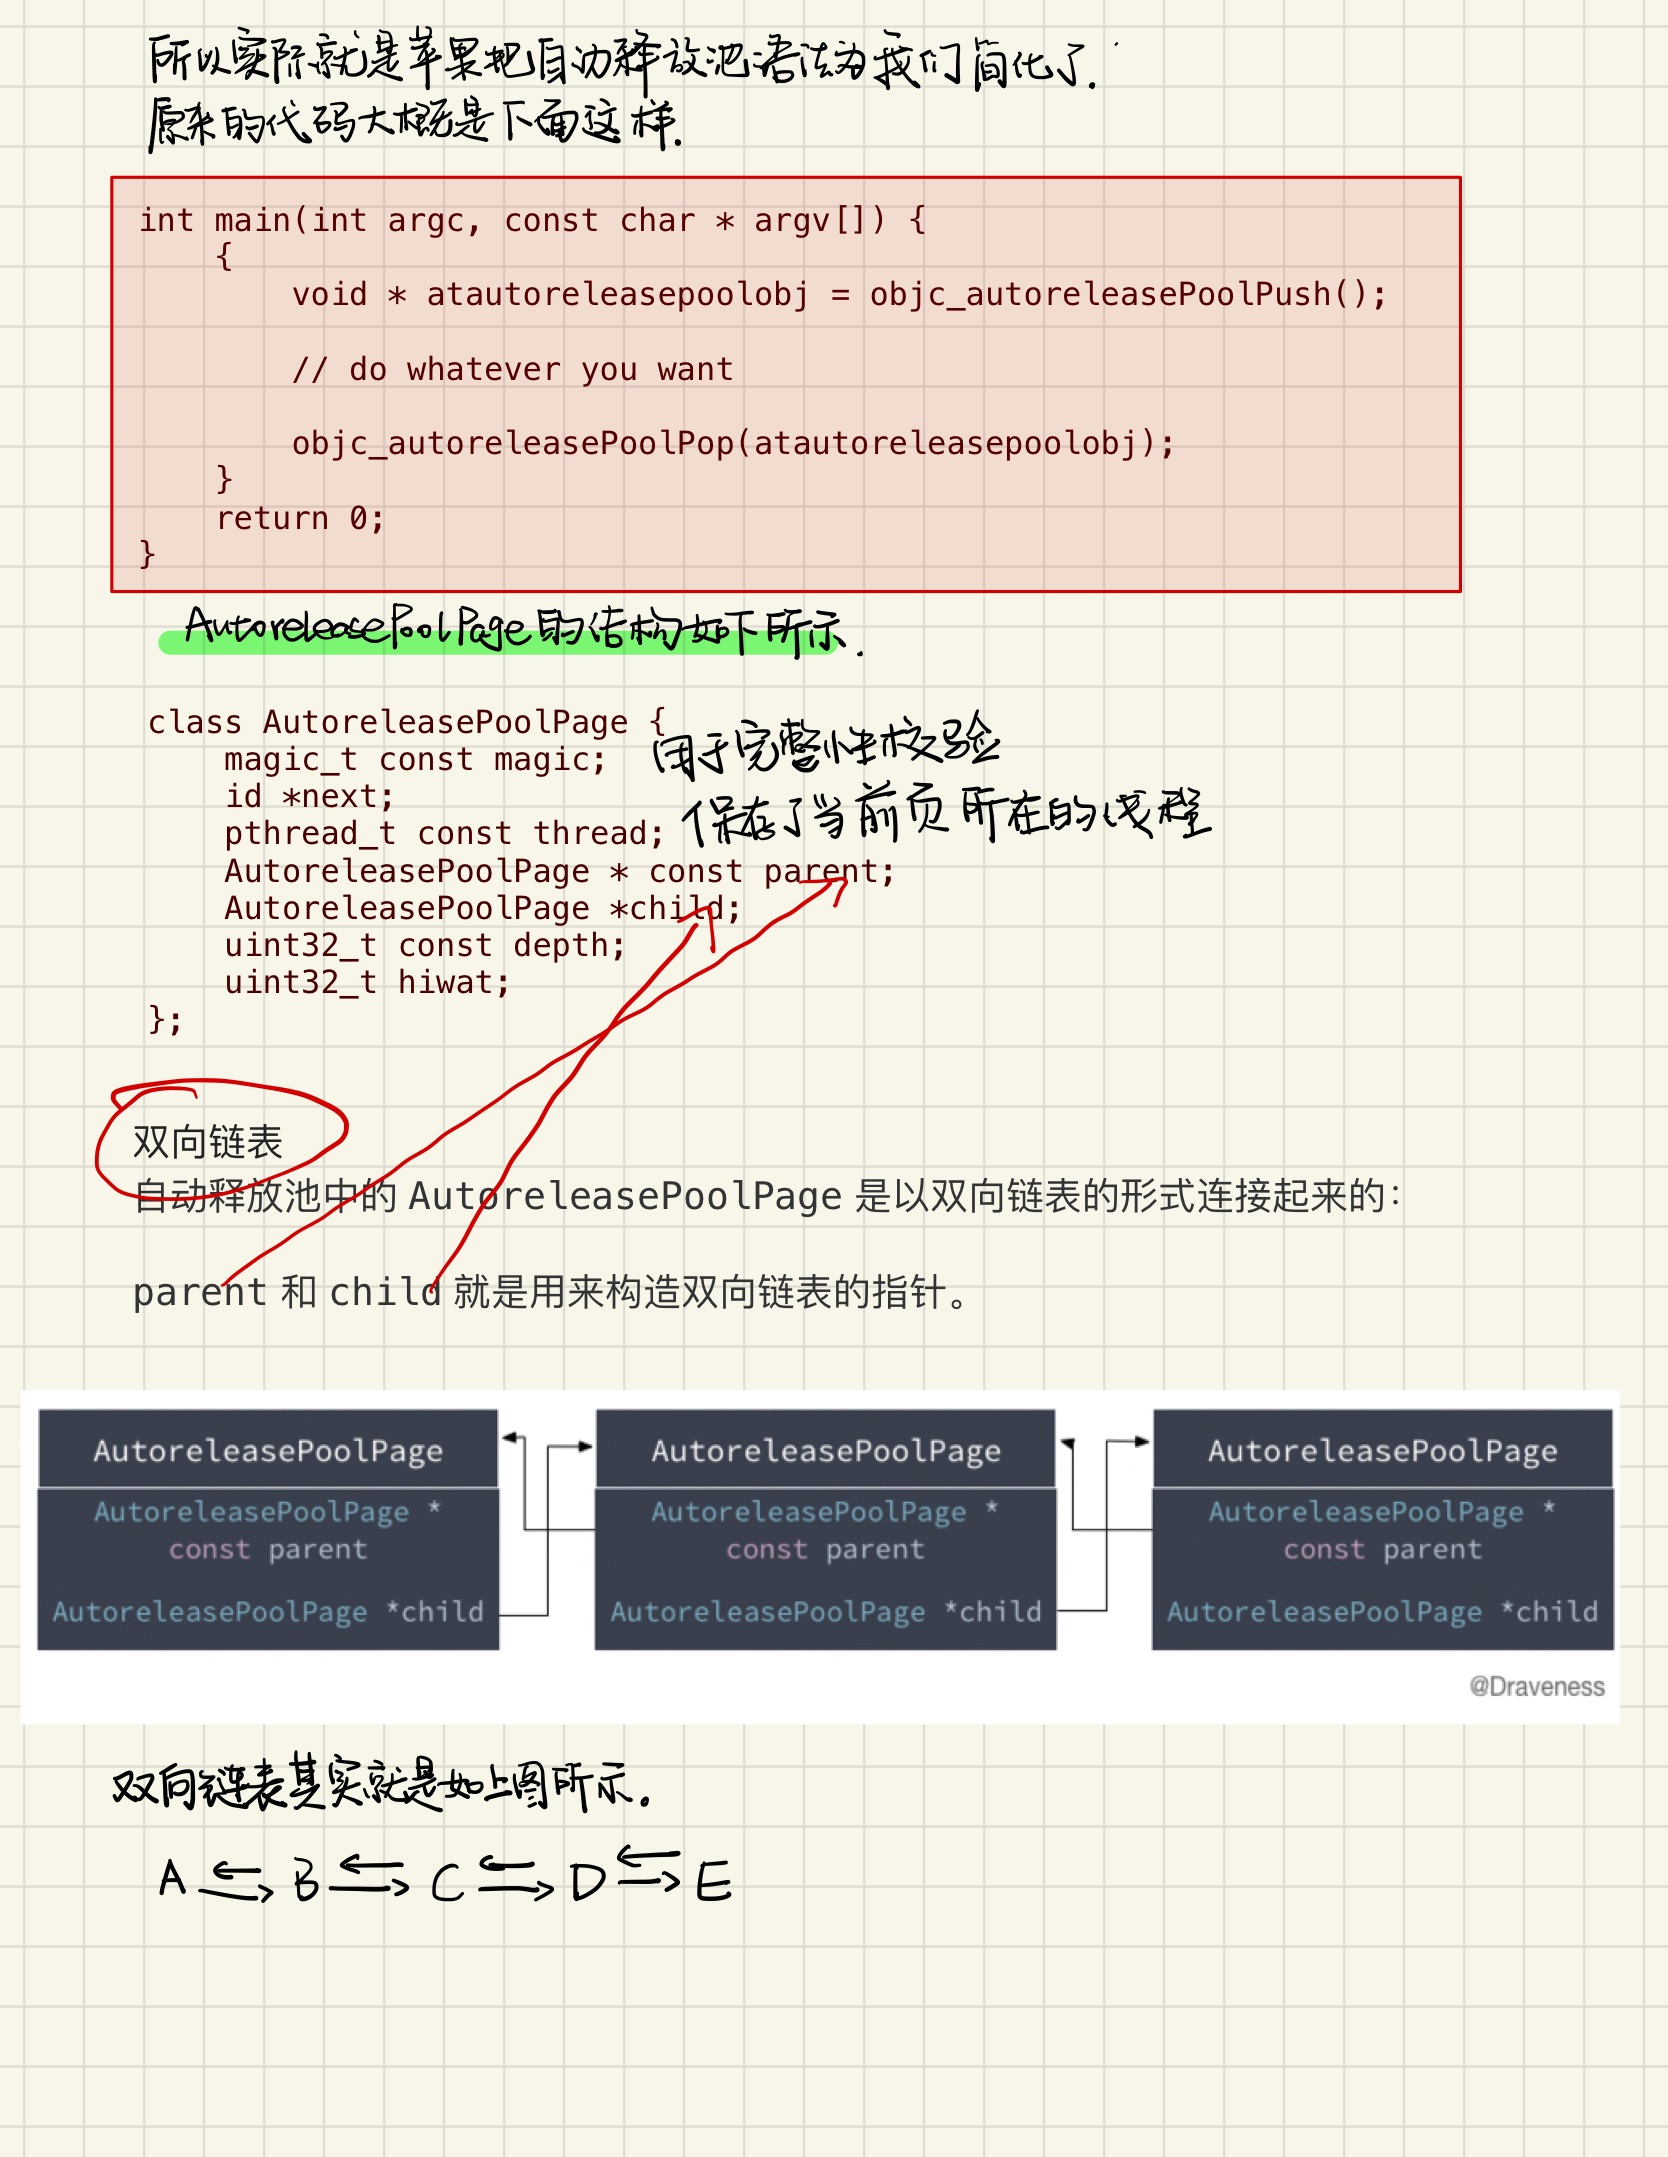 所以实际就是苹果把自动释放池语法为我们简化了.
原来的代码大概是下面这样.
int main(int argc, const char * argv[]) {
    {
        void * atautoreleasepoolobj = objc_autoreleasePoolPush();
        // do whatever you want
        objc_autoreleasePoolPop(atautoreleasepoolobj);
    }
    return 0;
}
AutoreleasePoolPage的结构如下所示.
class AutoreleasePoolPage {
    magic_t const magic; 用于完整性校验
    id *next;
    pthread_t const thread; 保存了当前页所在的线程
    AutoreleasePoolPage * const parent;
    AutoreleasePoolPage *child;
    uint32_t const depth;
    uint32_t hiwat;
};
双向链表
自动释放池中的 AutoreleasePoolPage 是以双向链表的形式连接起来的：
parent 和 child 就是用来构造双向链表的指针。
AutoreleasePoolPage
AutoreleasePoolPage *
const parent
AutoreleasePoolPage *child
AutoreleasePoolPage
AutoreleasePoolPage *
const parent
AutoreleasePoolPage *child
AutoreleasePoolPage
AutoreleasePoolPage *
const parent
AutoreleasePoolPage *child
@Draveness
双向链表其实就是如上图所示.
A ⇆ B ⇆ C ⇆ D ⇆ E